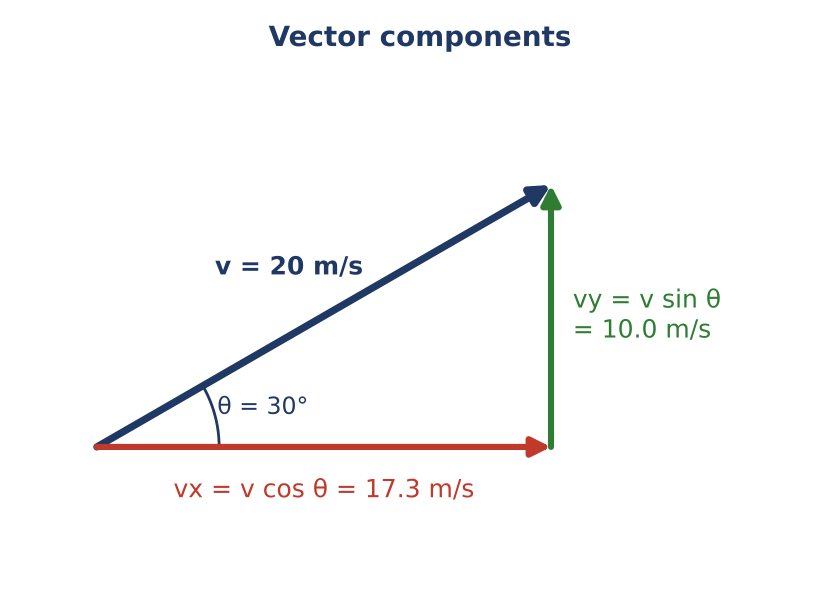 Vector components
v = 20 m/s
vy = v sin θ
= 10.0 m/s
θ = 30°
vx = v cos θ = 17.3 m/s